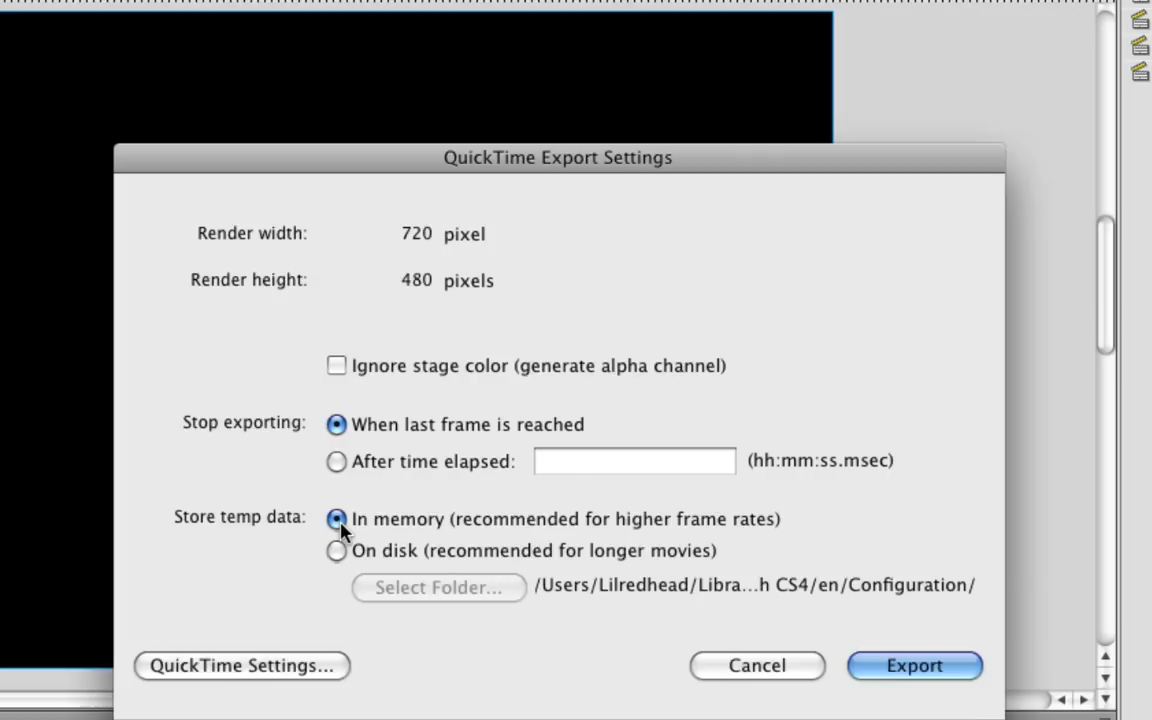 QuickTime Export Settings
Render width: 720 pixel
Render height: 480 pixels
Ignore stage color (generate alpha channel)
Stop exporting: When last frame is reached
After time elapsed: (hh:mm:ss.msec)
Store temp data: In memory (recommended for higher frame rates)
On disk (recommended for longer movies)
Select Folder... /Users/Lilredhead/Libra...h CS4/en/Configuration/
QuickTime Settings... Cancel Export